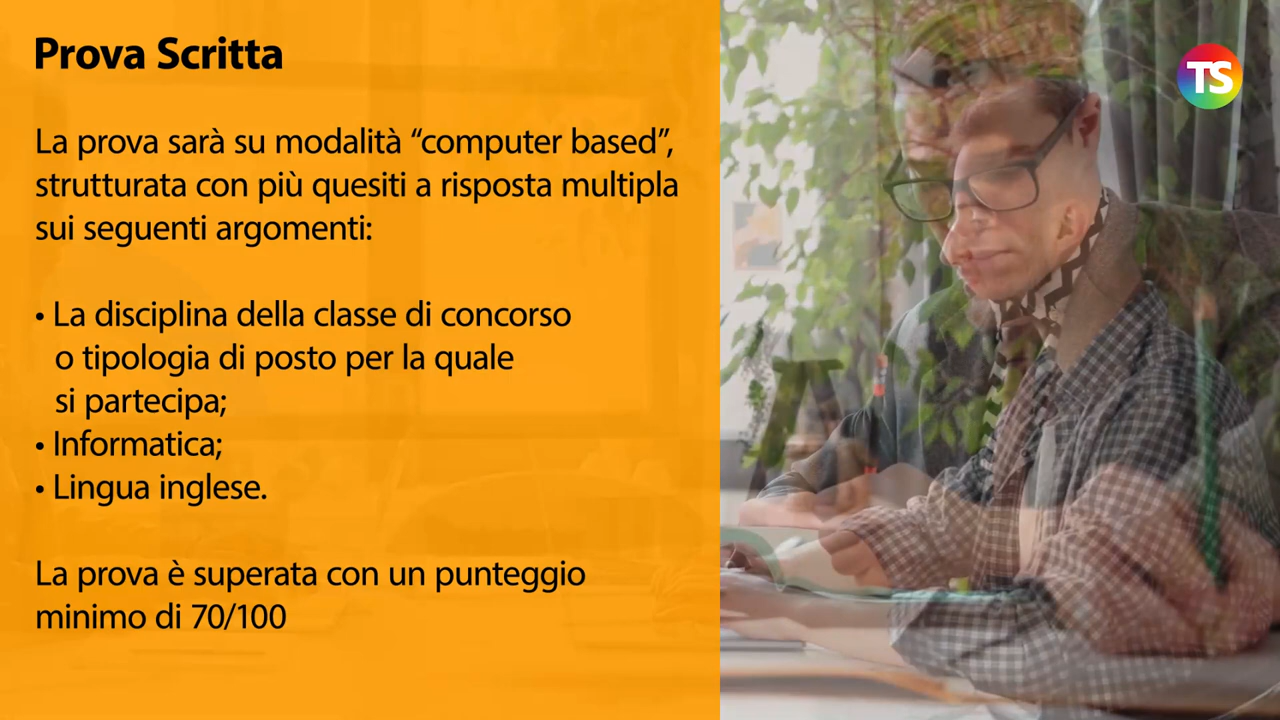 Prova Scritta
TS
La prova sarà su modalità “computer based”,
strutturata con più quesiti a risposta multipla
sui seguenti argomenti:
• La disciplina della classe di concorso
o tipologia di posto per la quale
si partecipa;
• Informatica;
• Lingua inglese.
La prova è superata con un punteggio
minimo di 70/100